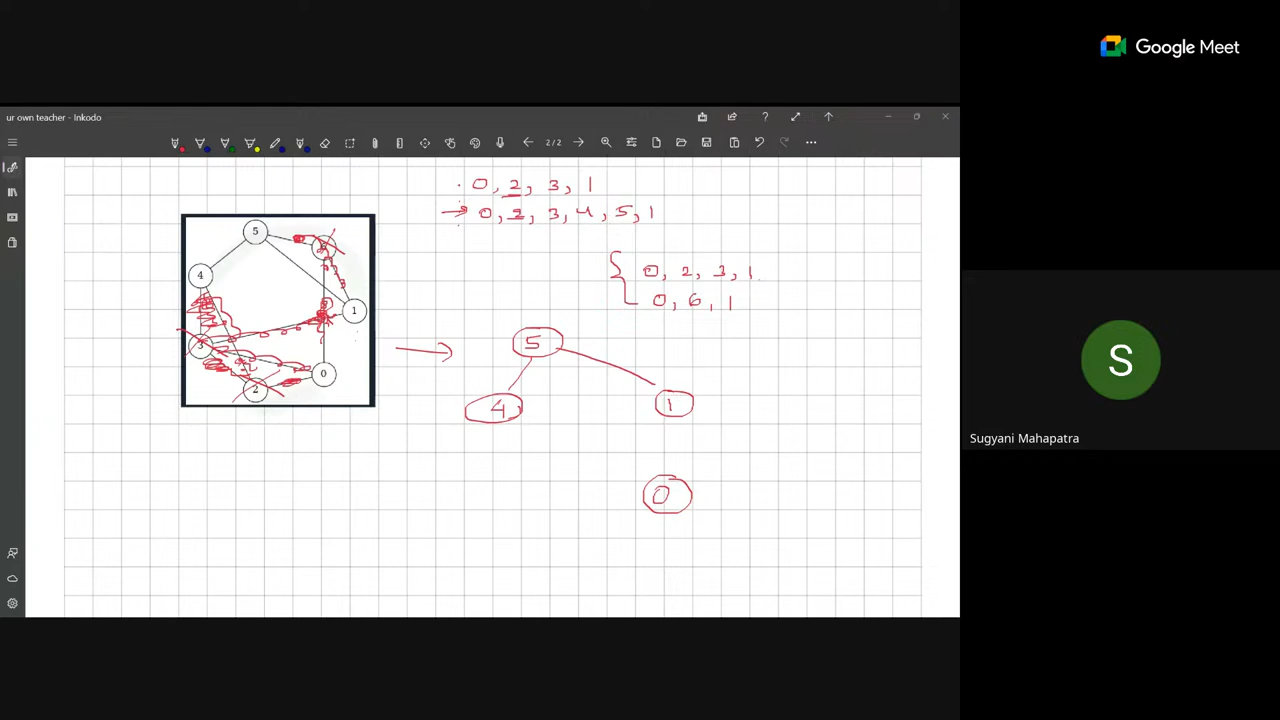 Google Meet
ur own teacher - Inkodo
2/2
0, 2, 3, 1
→ 0, 2, 3, 4, 5, 1
0, 2, 3, 1
0, 6, 1
5
4
1
3
0
2
5
4
1
0
S
Sugyani Mahapatra